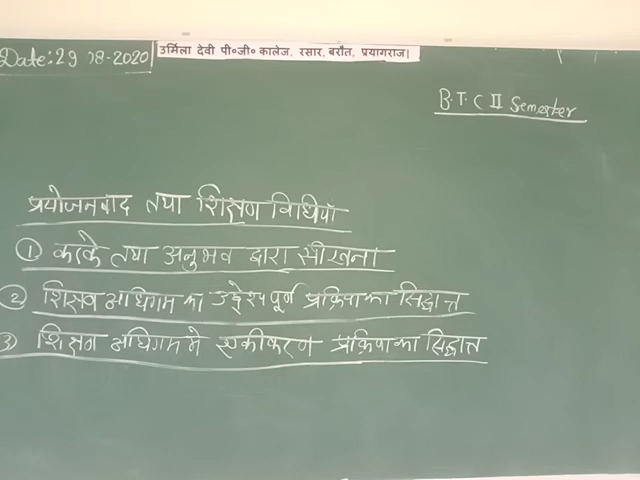 Date:29/8-2020
उर्मिला देवी पी०जी० कालेज, रसार, बरौत, प्रयागराज।
B.T.C II Semester
प्रयोजनवाद तथा शिक्षण विधियाँ
① करके तथा अनुभव द्वारा सीखना
② शिक्षण अधिगम का उद्देश्यपूर्ण प्रक्रिया का सिद्धान्त
③ शिक्षण अधिगम मे एकीकरण प्रक्रिया का सिद्धान्त